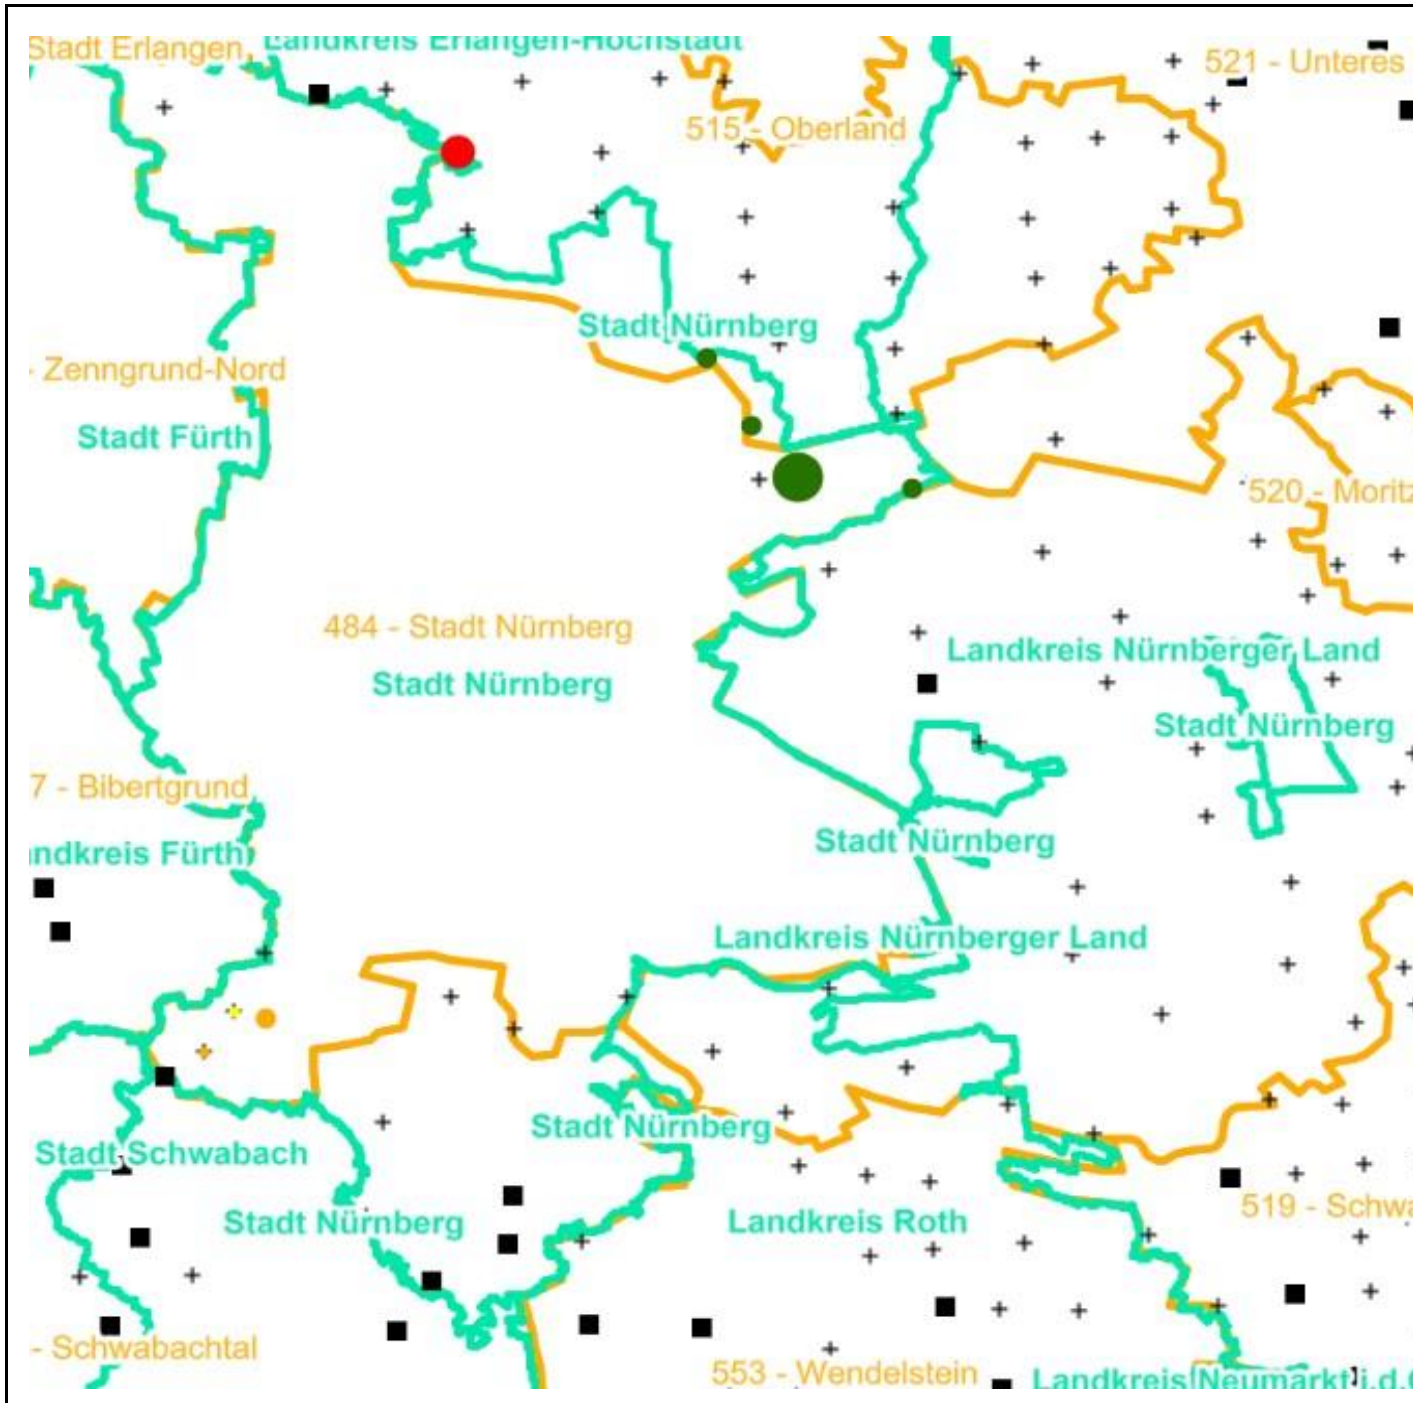 Landkreis Erlangen-Höchstadt
Stadt Erlangen
521 - Unteres
515 - Oberland
Stadt Nürnberg
- Zenngrund-Nord
Stadt Fürth
520 - Moritz
484 - Stadt Nürnberg
Landkreis Nürnberger Land
Stadt Nürnberg
Stadt Nürnberg
7 - Bibertgrund
Stadt Nürnberg
andkreis Fürth
Landkreis Nürnberger Land
Stadt Nürnberg
Stadt Schwabach
519 - Schwa
Stadt Nürnberg
Landkreis Roth
- Schwabachtal
553 - Wendelstein
Landkreis Neumarkt i.d.